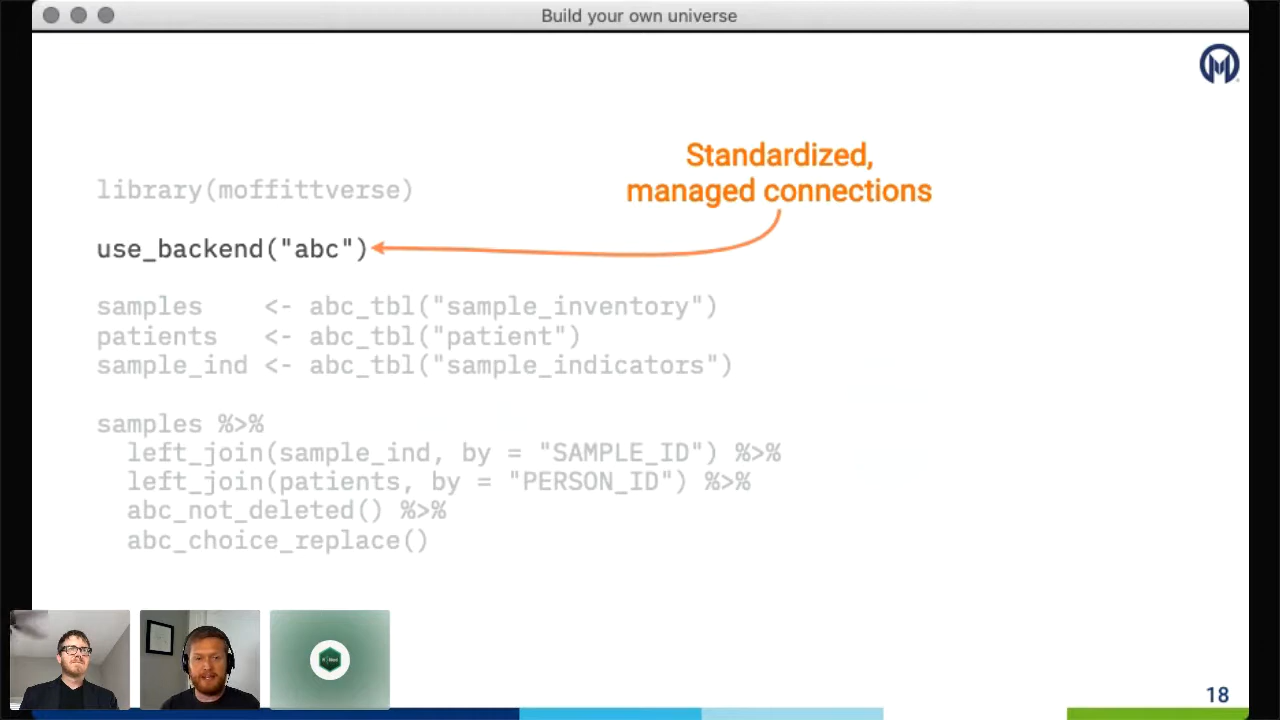 Build your own universe
Standardized,
managed connections
library(moffittverse)
use_backend("abc")
samples    <- abc_tbl("sample_inventory")
patients   <- abc_tbl("patient")
sample_ind <- abc_tbl("sample_indicators")
samples %>%
  left_join(sample_ind, by = "SAMPLE_ID") %>%
  left_join(patients, by = "PERSON_ID") %>%
  abc_not_deleted() %>%
  abc_choice_replace()
18